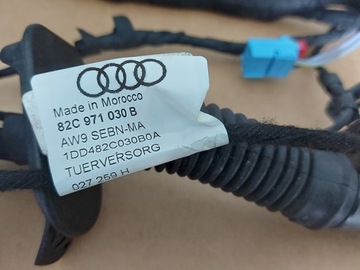 Made in Morocco
82C 971 030 B
AW9 SEBN-MA
1DD482C030B0A
TUERVERSORG
027 259 H